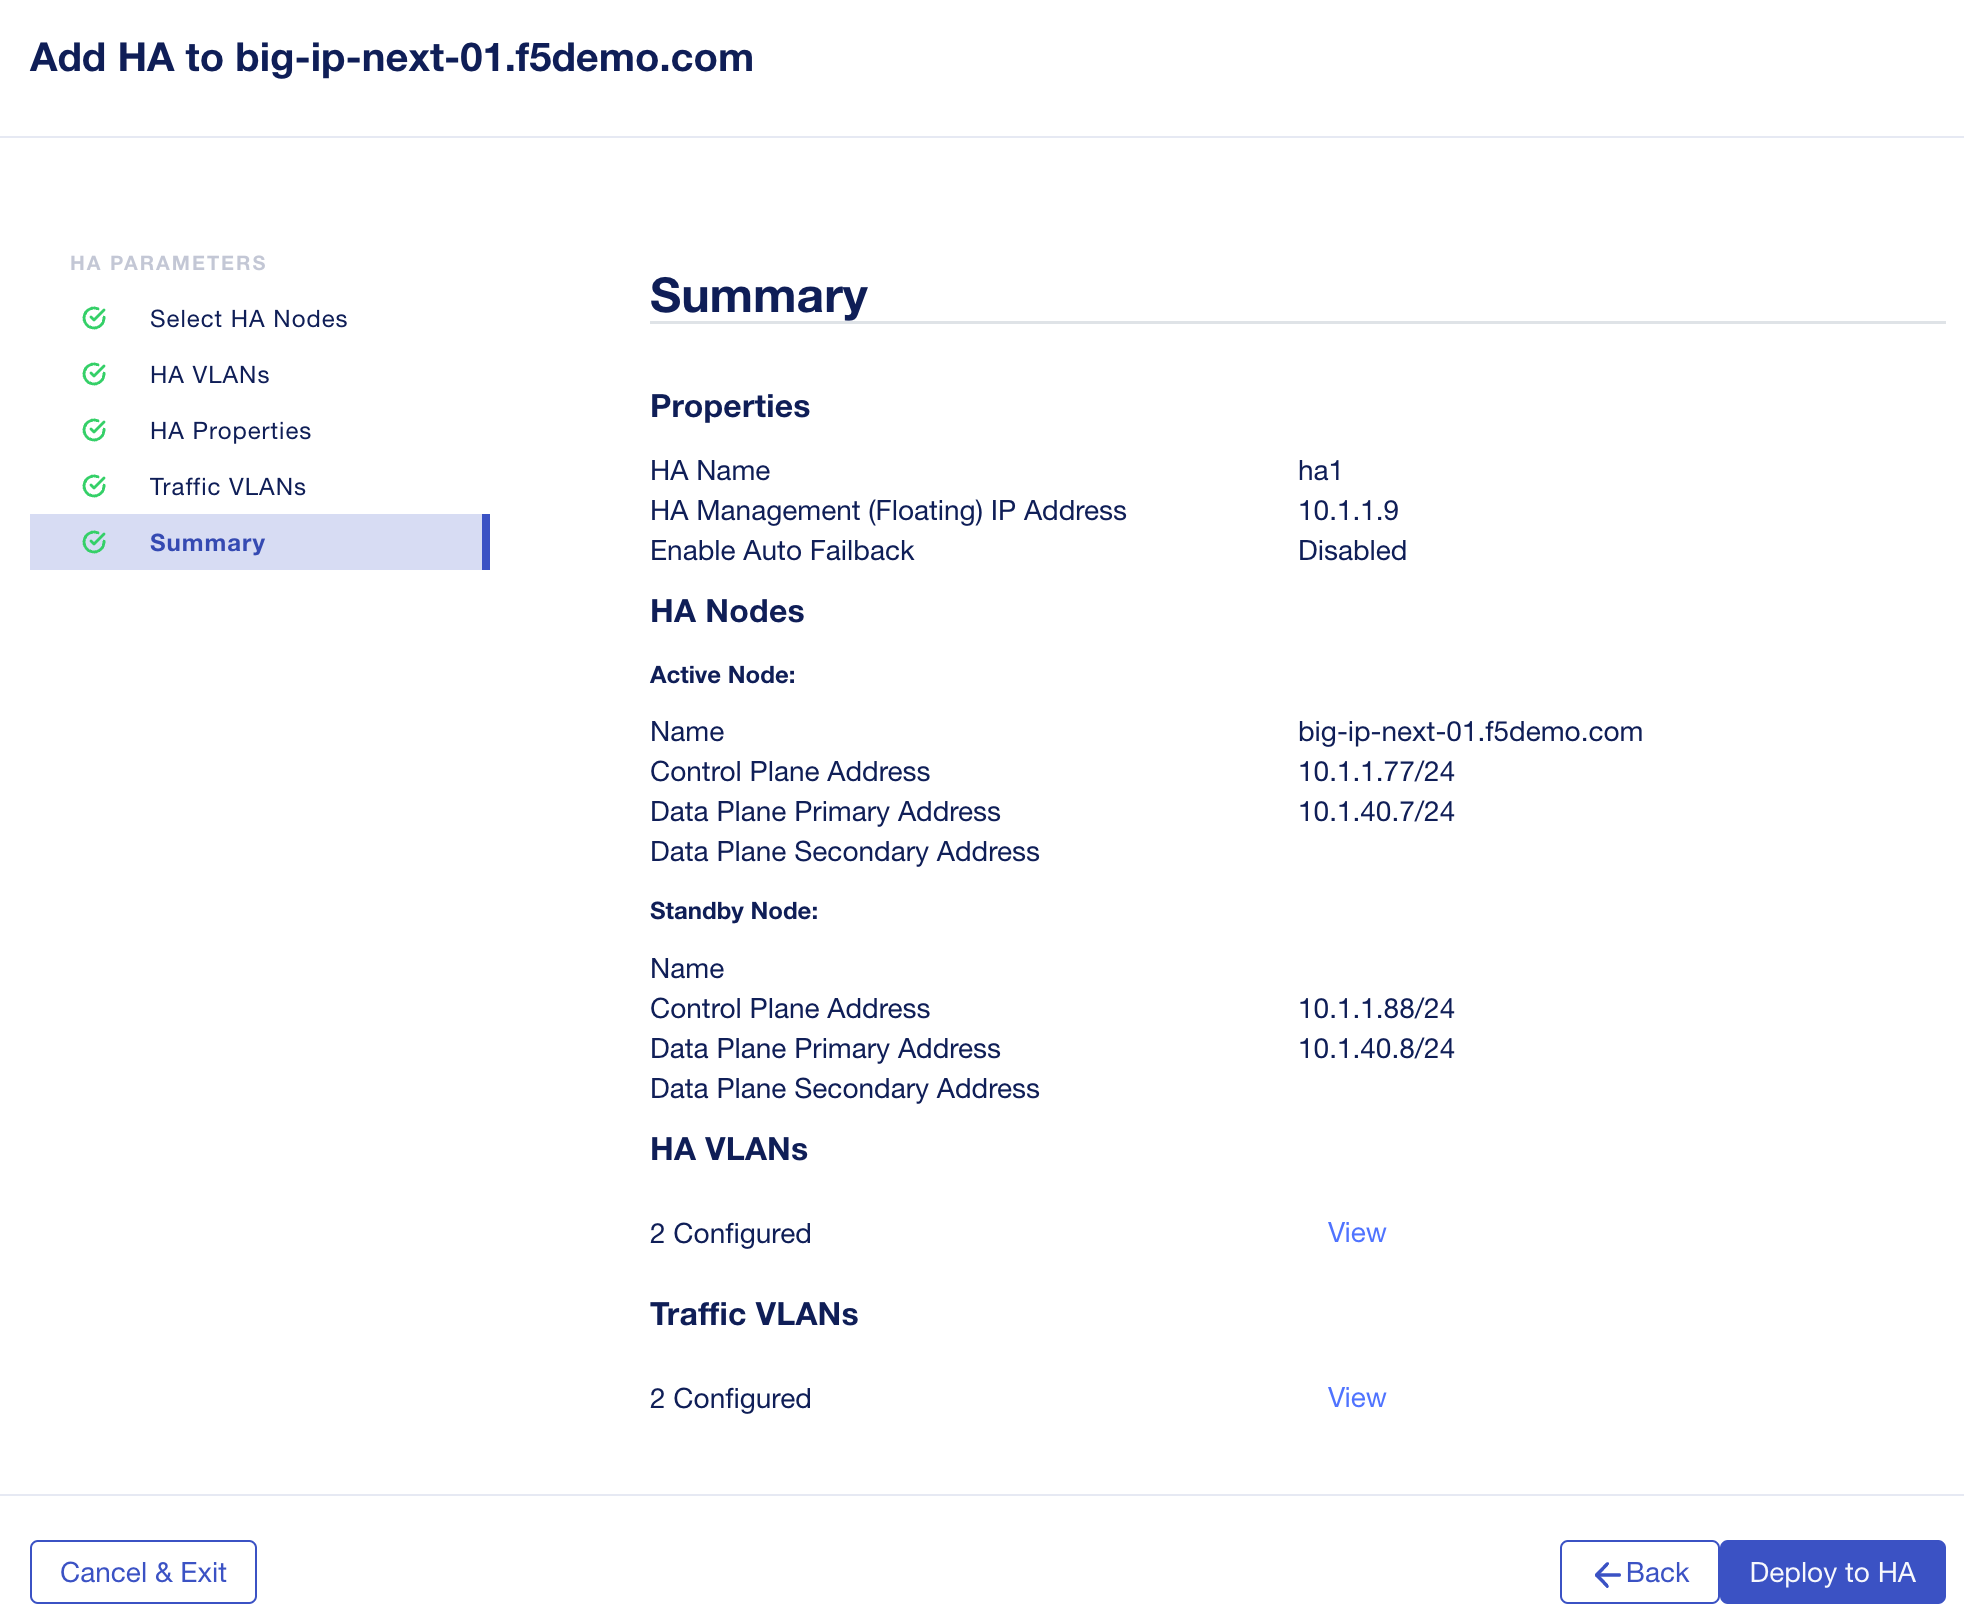 Add HA to big-ip-next-01.f5demo.com
HA PARAMETERS
Select HA Nodes
HA VLANs
HA Properties
Traffic VLANs
Summary
Summary
Properties
HA Name ha1
HA Management (Floating) IP Address 10.1.1.9
Enable Auto Failback Disabled
HA Nodes
Active Node:
Name big-ip-next-01.f5demo.com
Control Plane Address 10.1.1.77/24
Data Plane Primary Address 10.1.40.7/24
Data Plane Secondary Address
Standby Node:
Name
Control Plane Address 10.1.1.88/24
Data Plane Primary Address 10.1.40.8/24
Data Plane Secondary Address
HA VLANs
2 Configured View
Traffic VLANs
2 Configured View
Cancel & Exit Back Deploy to HA